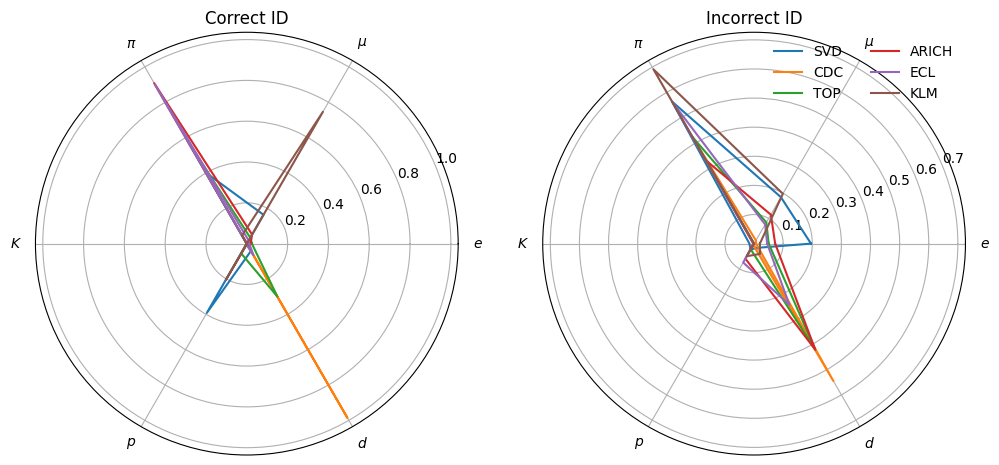 Correct ID
π
μ
K
e
p
d
0.2
0.4
0.6
0.8
1.0
Incorrect ID
π
μ
K
e
p
d
0.1
0.2
0.3
0.4
0.5
0.6
0.7
SVD
CDC
TOP
ARICH
ECL
KLM